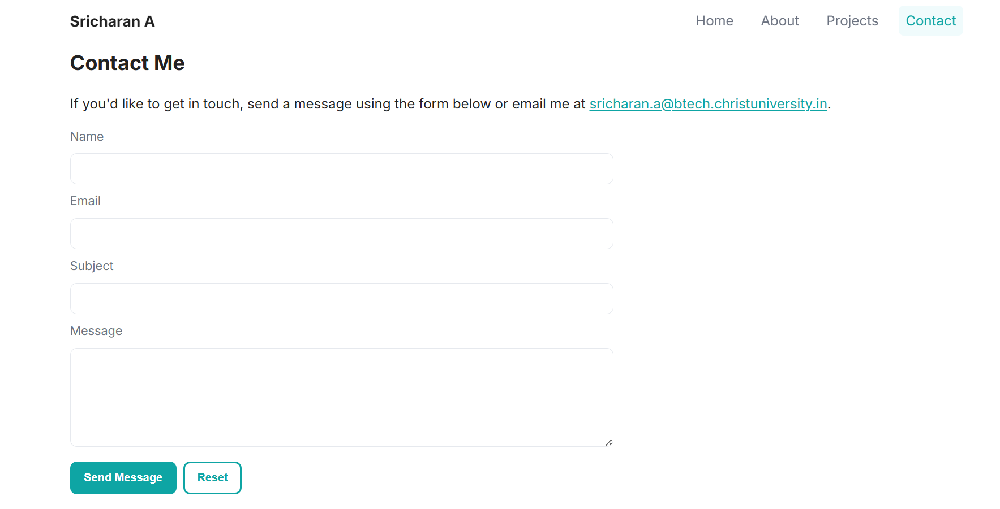 Sricharan A
Home About Projects Contact
Contact Me
If you'd like to get in touch, send a message using the form below or email me at sricharan.a@btech.christuniversity.in.
Name
Email
Subject
Message
Send Message Reset